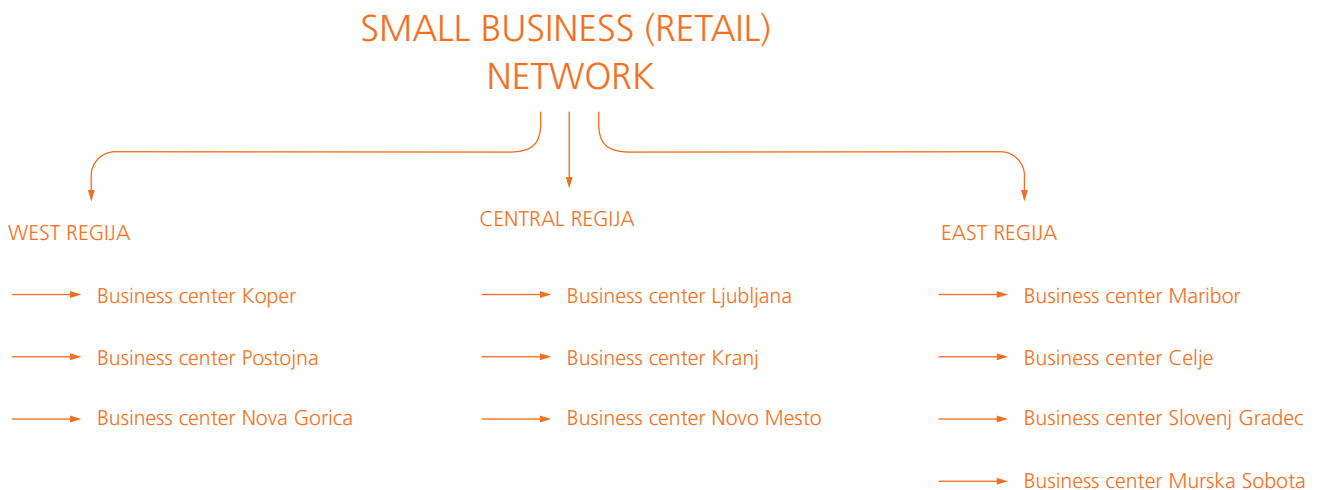 SMALL BUSINESS (RETAIL)
NETWORK
WEST REGIJA
Business center Koper
Business center Postojna
Business center Nova Gorica
CENTRAL REGIJA
Business center Ljubljana
Business center Kranj
Business center Novo Mesto
EAST REGIJA
Business center Maribor
Business center Celje
Business center Slovenj Gradec
Business center Murska Sobota